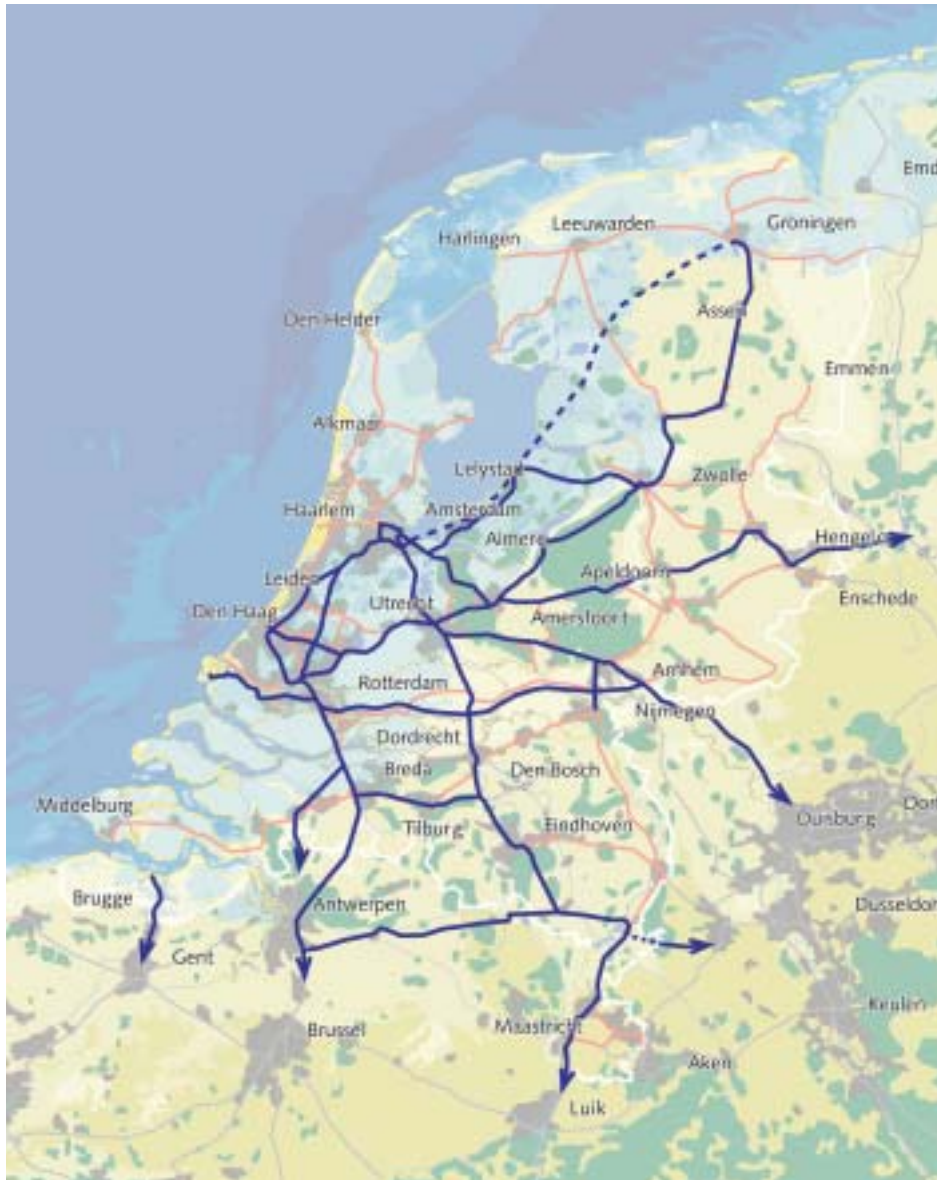 Emd
Groningen
Leeuwarden
Harlingen
Assen
Den Helder
Emmen
Alkmaar
Lelystad
Zwolle
Haarlem
Amsterdam
Almere
Hengelo
Leiden
Apeldoorn
Enschede
Den Haag
Utrecht
Amersfoort
Arnhem
Rotterdam
Nijmegen
Dordrecht
Breda
Den Bosch
Middelburg
Duisburg
Dort
Tilburg
Eindhoven
Brugge
Antwerpen
Dusseldorf
Gent
Keulen
Maastricht
Brussel
Aken
Luik